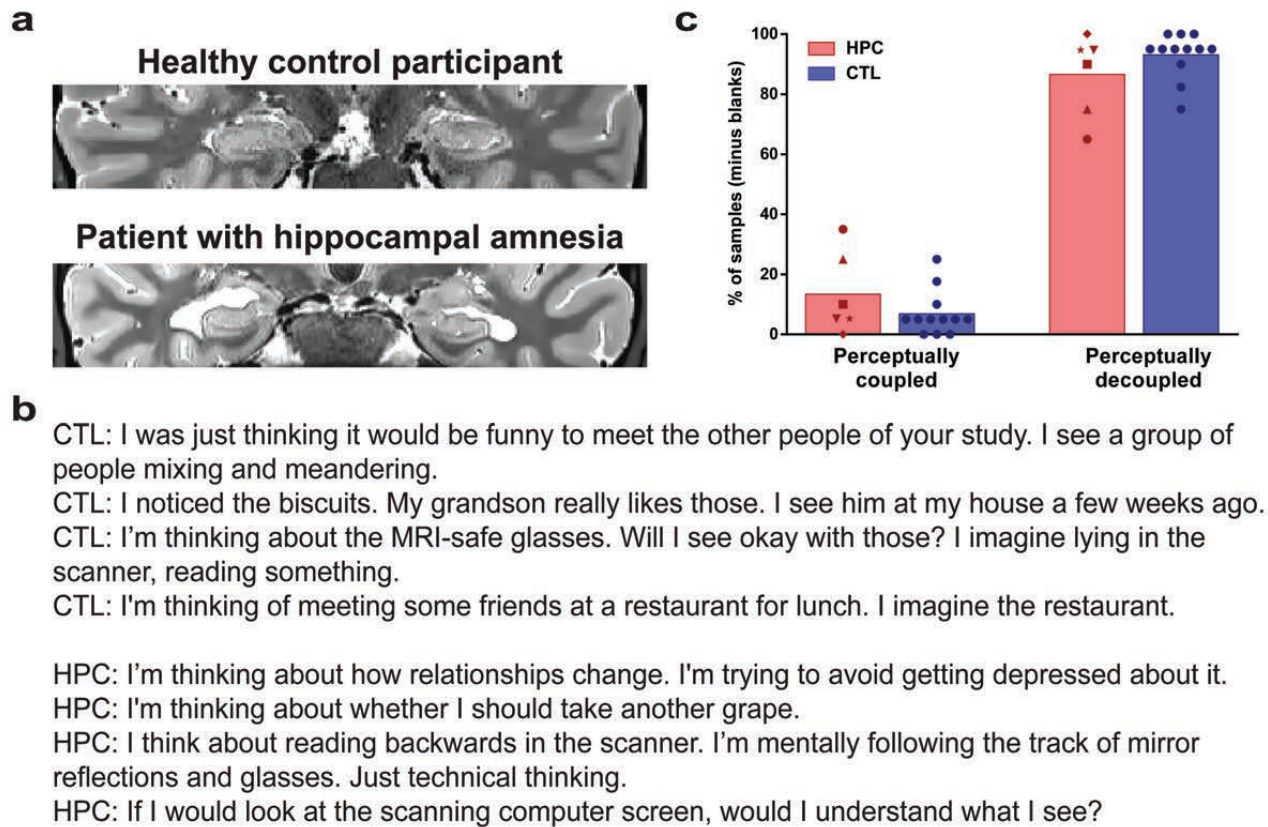 a
Healthy control participant
Patient with hippocampal amnesia
c
% of samples (minus blanks)
100
80
60
40
20
0
HPC
CTL
Perceptually
coupled
Perceptually
decoupled
b
CTL: I was just thinking it would be funny to meet the other people of your study. I see a group of
people mixing and meandering.
CTL: I noticed the biscuits. My grandson really likes those. I see him at my house a few weeks ago.
CTL: I’m thinking about the MRI-safe glasses. Will I see okay with those? I imagine lying in the
scanner, reading something.
CTL: I'm thinking of meeting some friends at a restaurant for lunch. I imagine the restaurant.
HPC: I’m thinking about how relationships change. I'm trying to avoid getting depressed about it.
HPC: I'm thinking about whether I should take another grape.
HPC: I think about reading backwards in the scanner. I’m mentally following the track of mirror
reflections and glasses. Just technical thinking.
HPC: If I would look at the scanning computer screen, would I understand what I see?